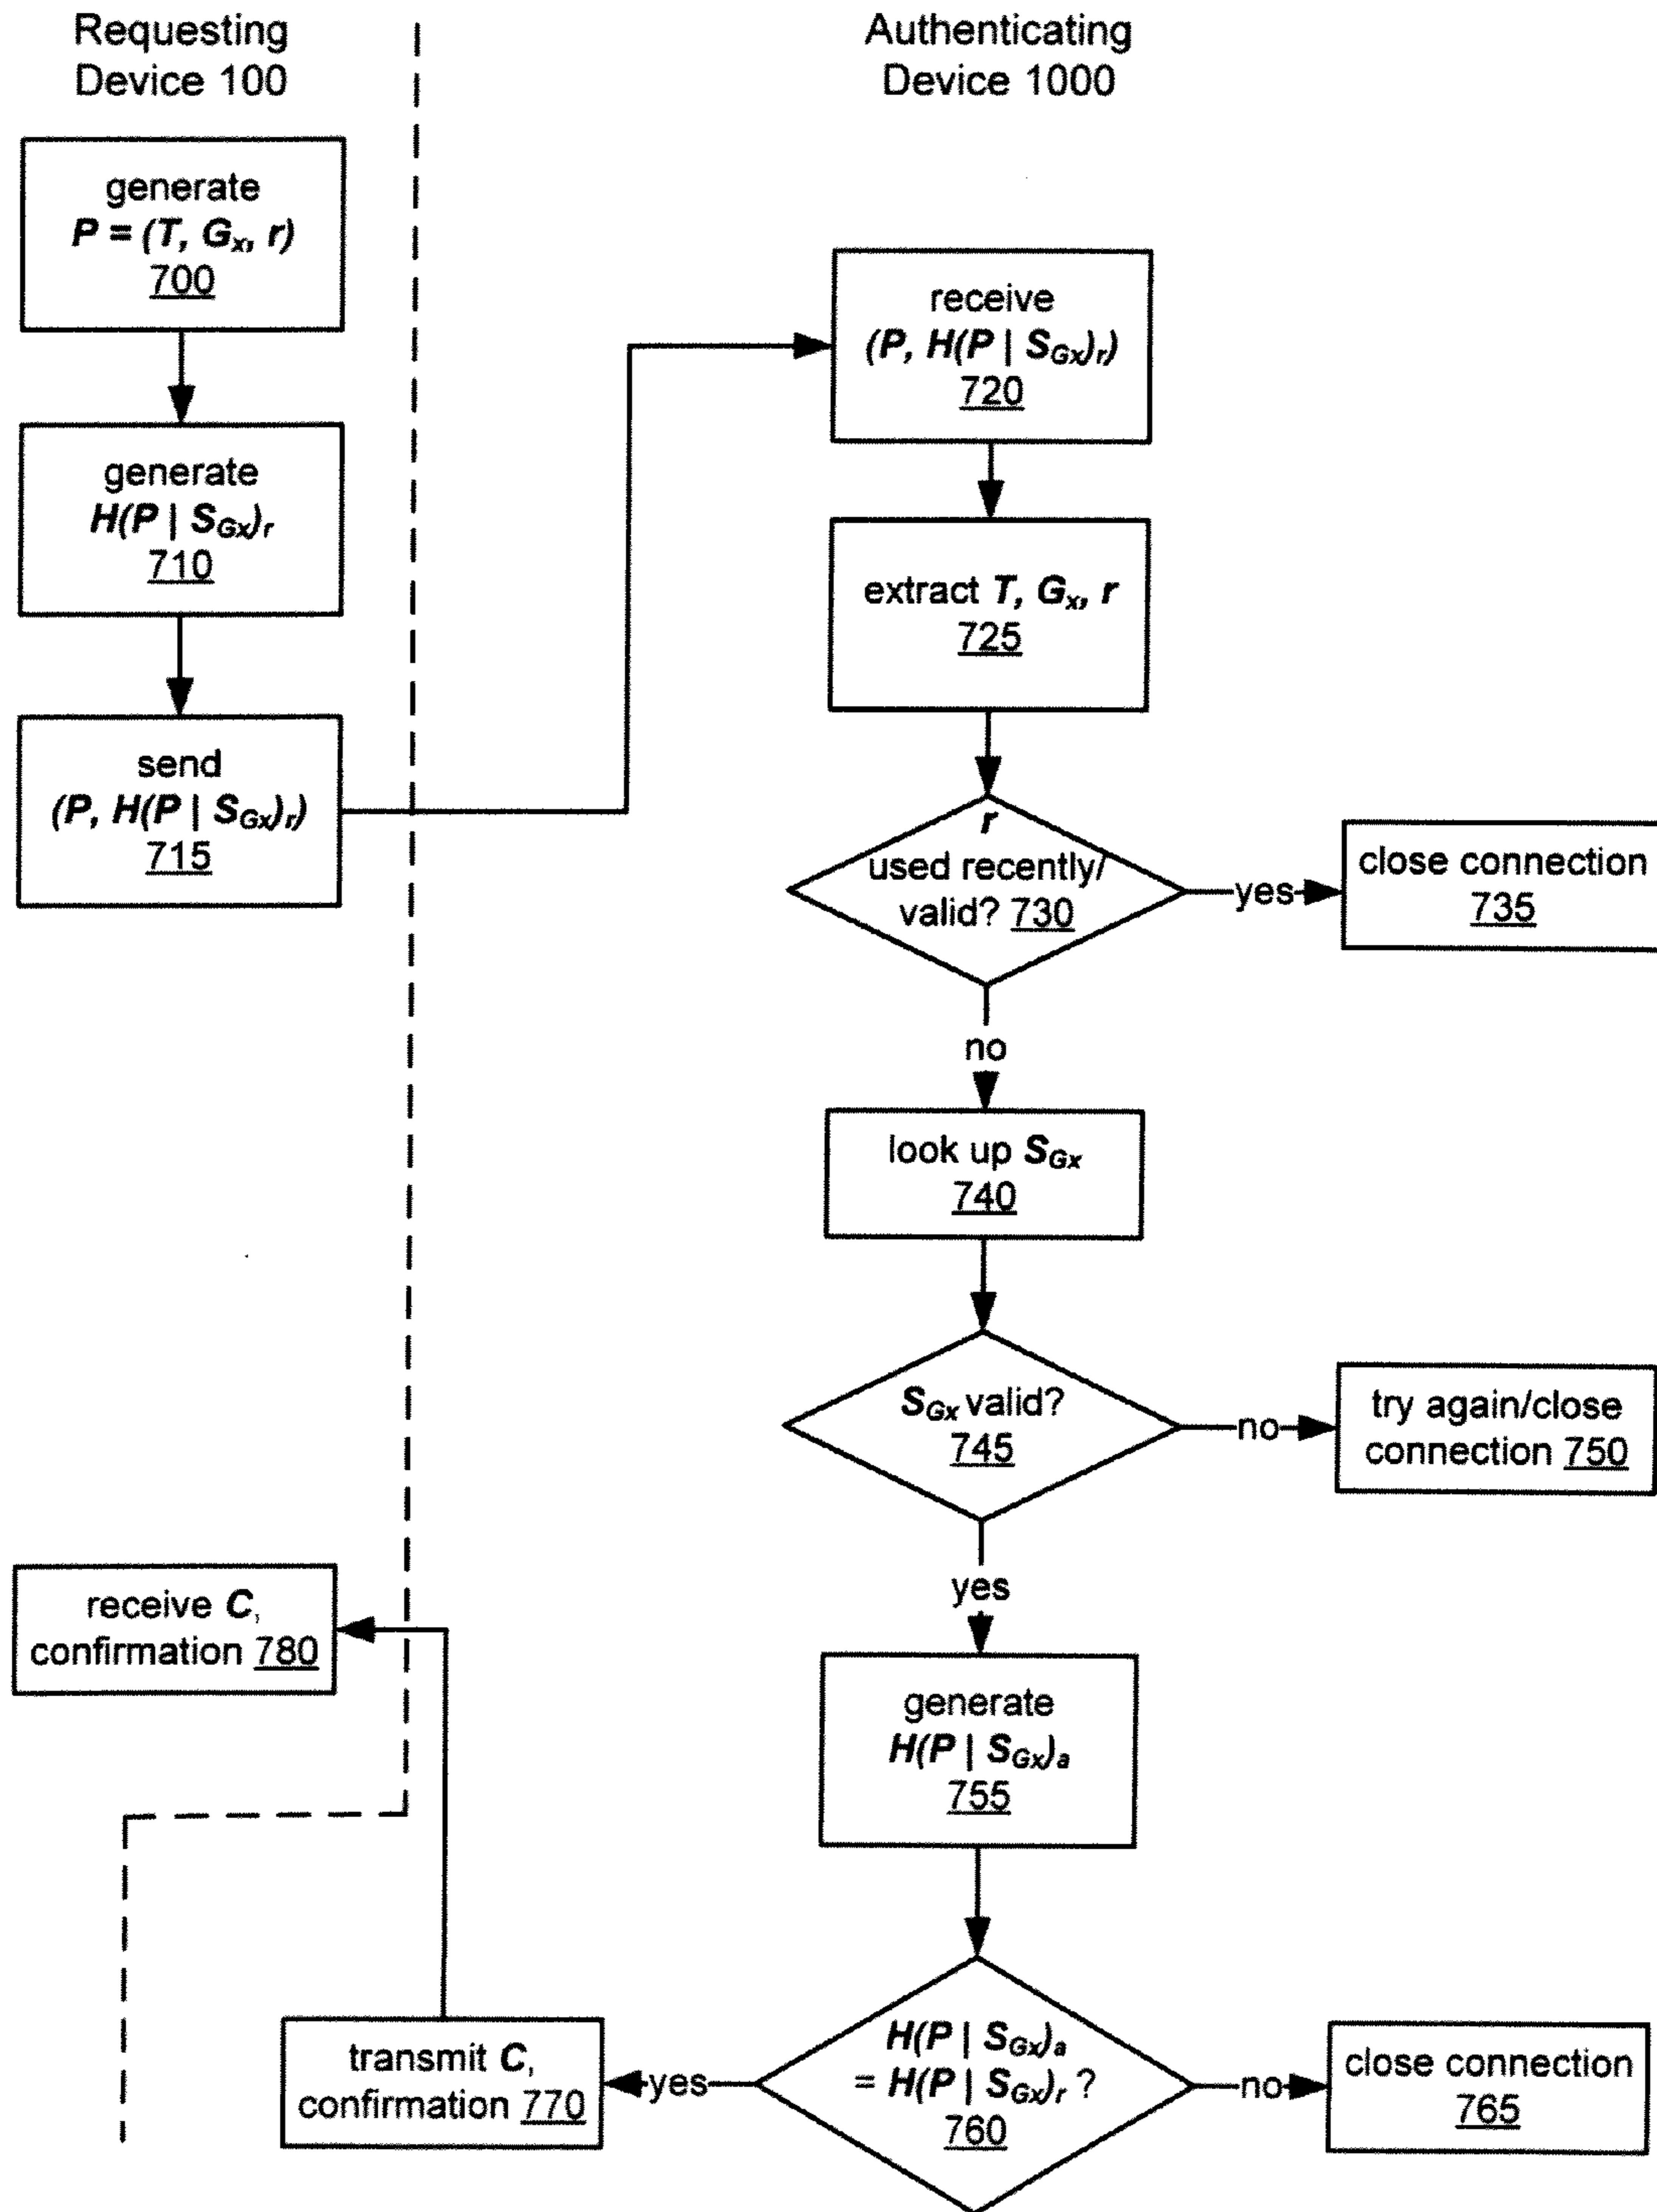 Requesting
Device 100
Authenticating
Device 1000
generate
P = (T, Gx, r)
700
generate
H(P | SGx)r
710
send
(P, H(P | SGx)r)
715
receive
(P, H(P | SGx)r)
720
extract T, Gx, r
725
r
used recently/
valid? 730
yes
close connection
735
no
look up SGx
740
SGx valid?
745
no
try again/close
connection 750
yes
generate
H(P | SGx)a
755
H(P | SGx)a
= H(P | SGx)r ?
760
no
close connection
765
yes
transmit C,
confirmation 770
receive C,
confirmation 780